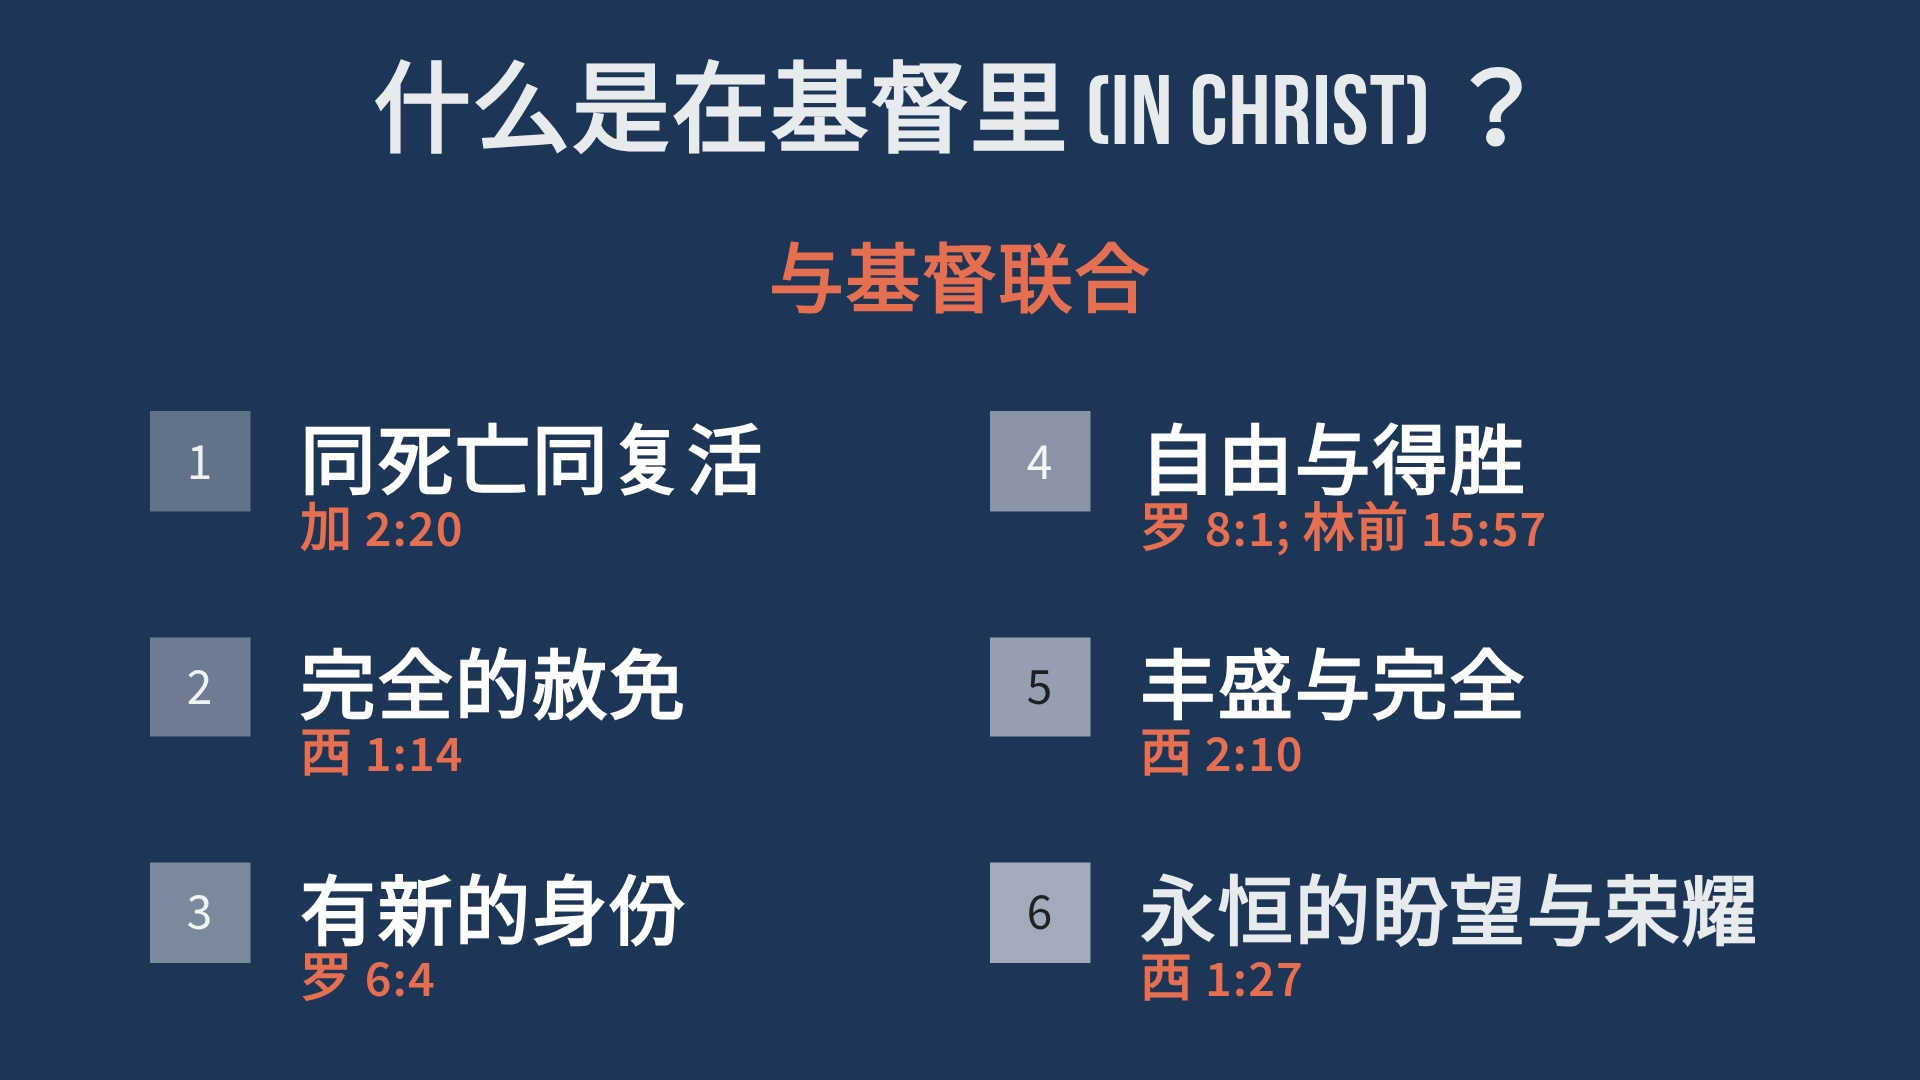 什么是在基督里 (IN CHRIST) ？
与基督联合
1
同死亡同复活
加 2:20
2
完全的赦免
西 1:14
3
有新的身份
罗 6:4
4
自由与得胜
罗 8:1; 林前 15:57
5
丰盛与完全
西 2:10
6
永恒的盼望与荣耀
西 1:27